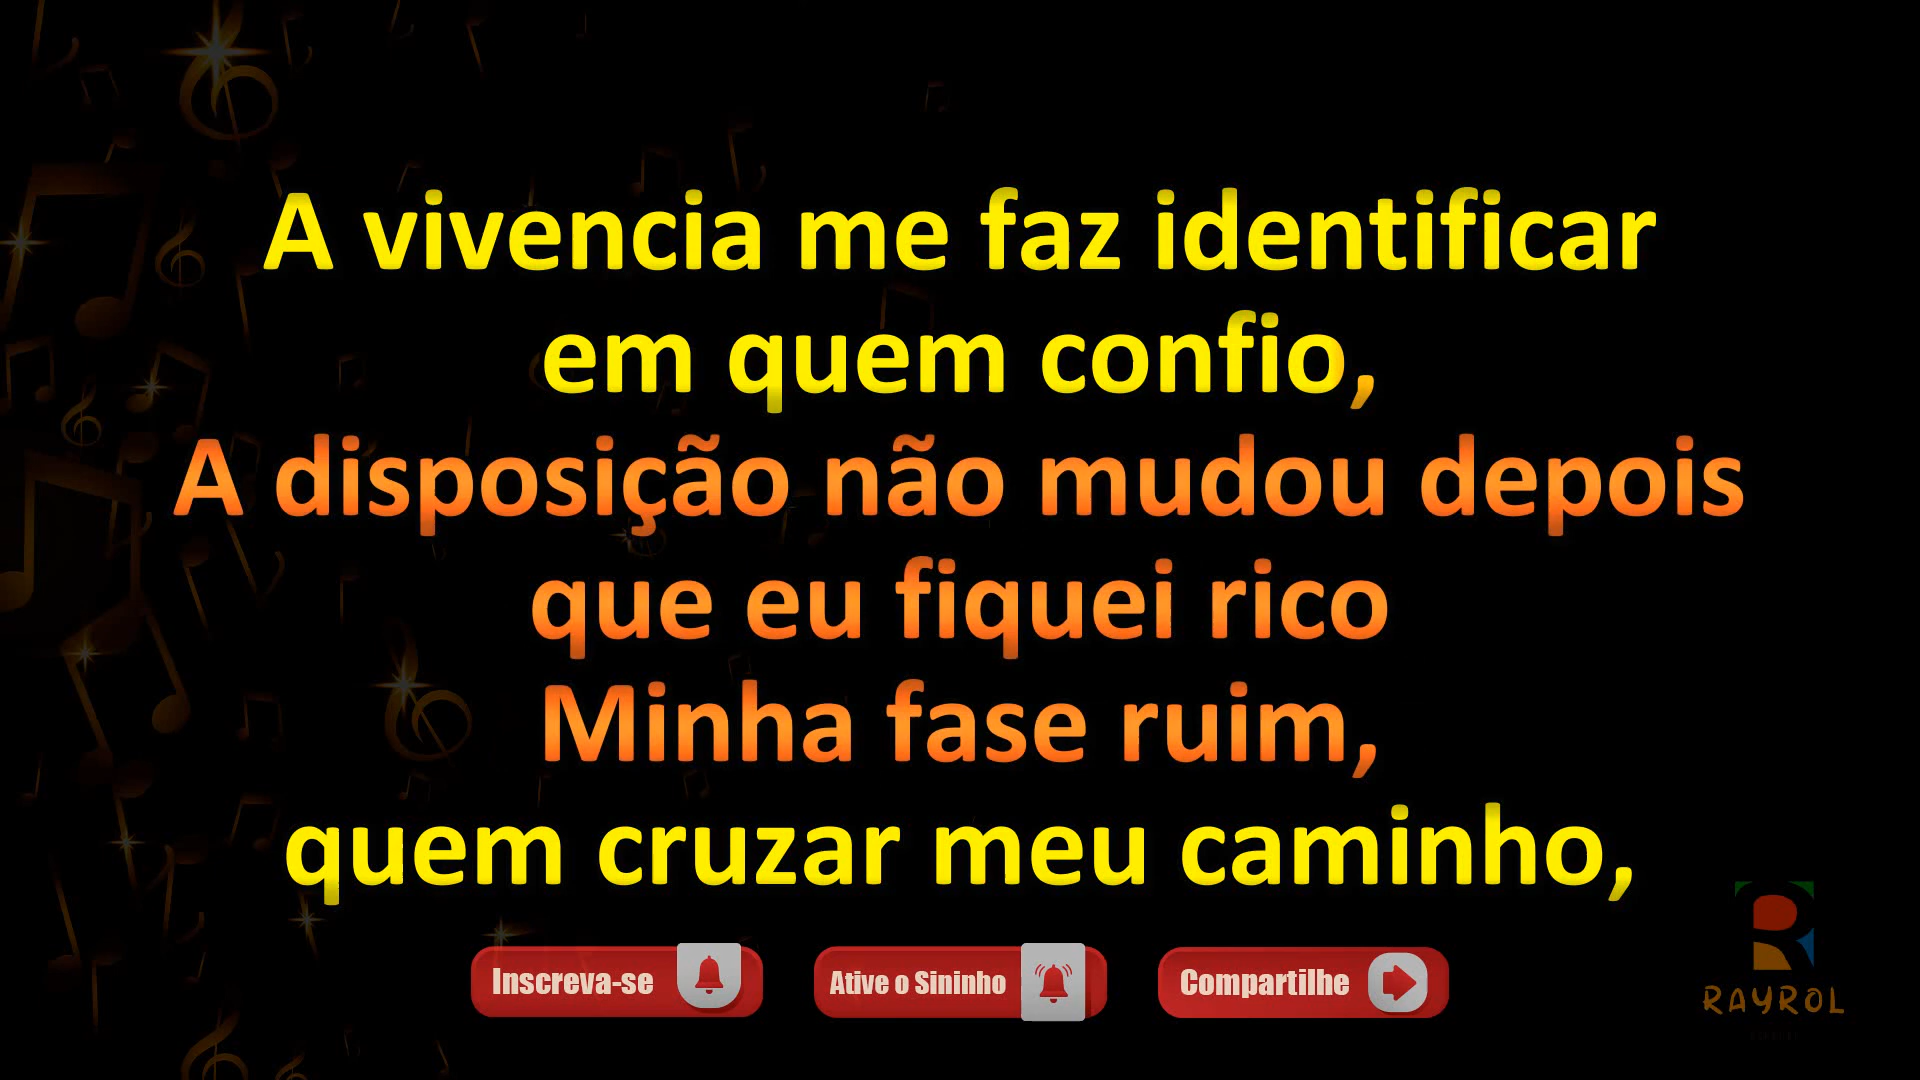 A vivencia me faz identificar
em quem confio,
A disposição não mudou depois
que eu fiquei rico
Minha fase ruim,
quem cruzar meu caminho,
Inscreva-se
Ative o Sininho
Compartilhe
RAYROL